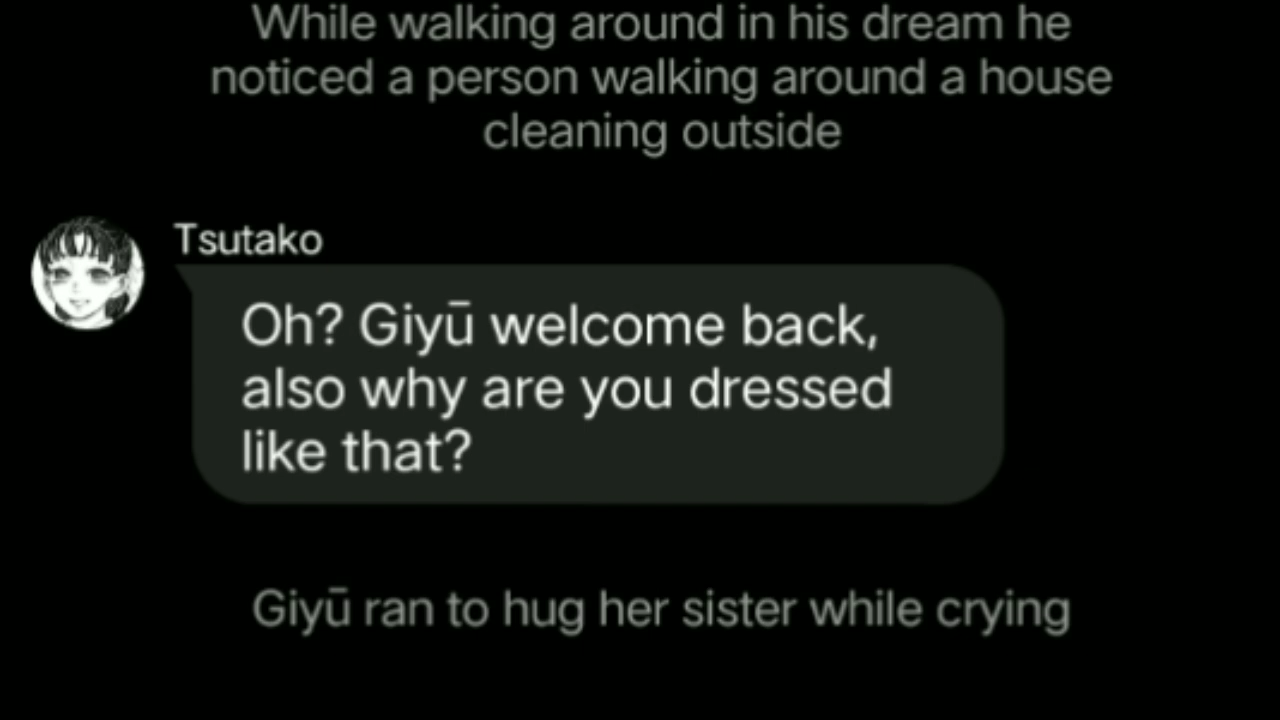 While walking around in his dream he
noticed a person walking around a house
cleaning outside
Tsutako
Oh? Giyū welcome back,
also why are you dressed
like that?
Giyū ran to hug her sister while crying